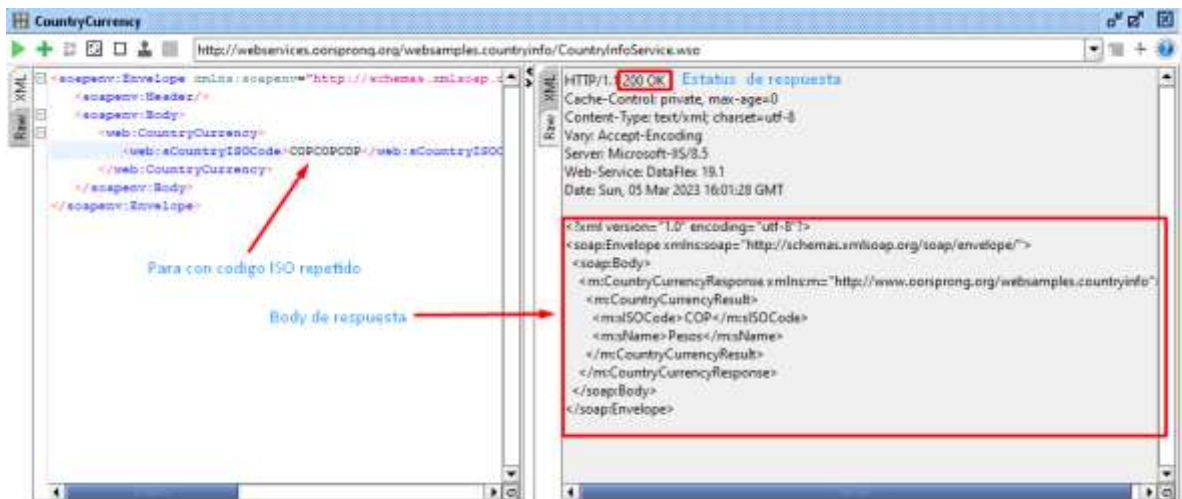 CountryCurrency
http://webservices.oorsprong.org/websamples.countryinfo/CountryInfoService.wso
XML
Raw
<soapenv:Envelope xmlns:soapenv="http://schemas.xmlsoap.
<soapenv:Header/>
<soapenv:Body>
<web:CountryCurrency>
<web:sCountryISOCode>COPCOPCOP</web:sCountryISOC
</web:CountryCurrency>
</soapenv:Body>
</soapenv:Envelope>
Para con codigo ISO repetido
Body de respuesta
XML
Raw
HTTP/1.1 200 OK Estatus de respuesta
Cache-Control: private, max-age=0
Content-Type: text/xml; charset=utf-8
Vary: Accept-Encoding
Server: Microsoft-IIS/8.5
Web-Service: DataFlex 19.1
Date: Sun, 05 Mar 2023 16:01:28 GMT
<?xml version="1.0" encoding="utf-8"?>
<soap:Envelope xmlns:soap="http://schemas.xmlsoap.org/soap/envelope/">
<soap:Body>
<m:CountryCurrencyResponse xmlns:m="http://www.oorsprong.org/websamples.countryinfo">
<m:CountryCurrencyResult>
<m:sISOCode>COP</m:sISOCode>
<m:sName>Pesos</m:sName>
</m:CountryCurrencyResult>
</m:CountryCurrencyResponse>
</soap:Body>
</soap:Envelope>